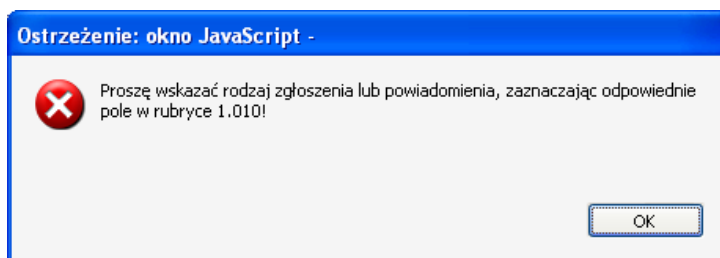 Ostrzeżenie: okno JavaScript -
Proszę wskazać rodzaj zgłoszenia lub powiadomienia, zaznaczając odpowiednie
pole w rubryce 1.010!
OK